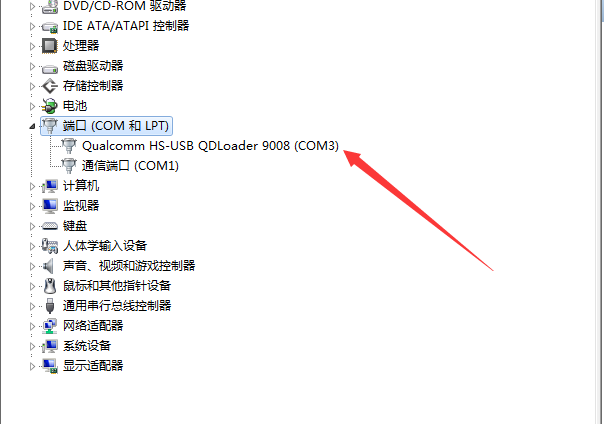 DVD/CD-ROM 驱动器
IDE ATA/ATAPI 控制器
处理器
磁盘驱动器
存储控制器
电池
端口 (COM 和 LPT)
Qualcomm HS-USB QDLoader 9008 (COM3)
通信端口 (COM1)
计算机
监视器
键盘
人体学输入设备
声音、视频和游戏控制器
鼠标和其他指针设备
通用串行总线控制器
网络适配器
系统设备
显示适配器